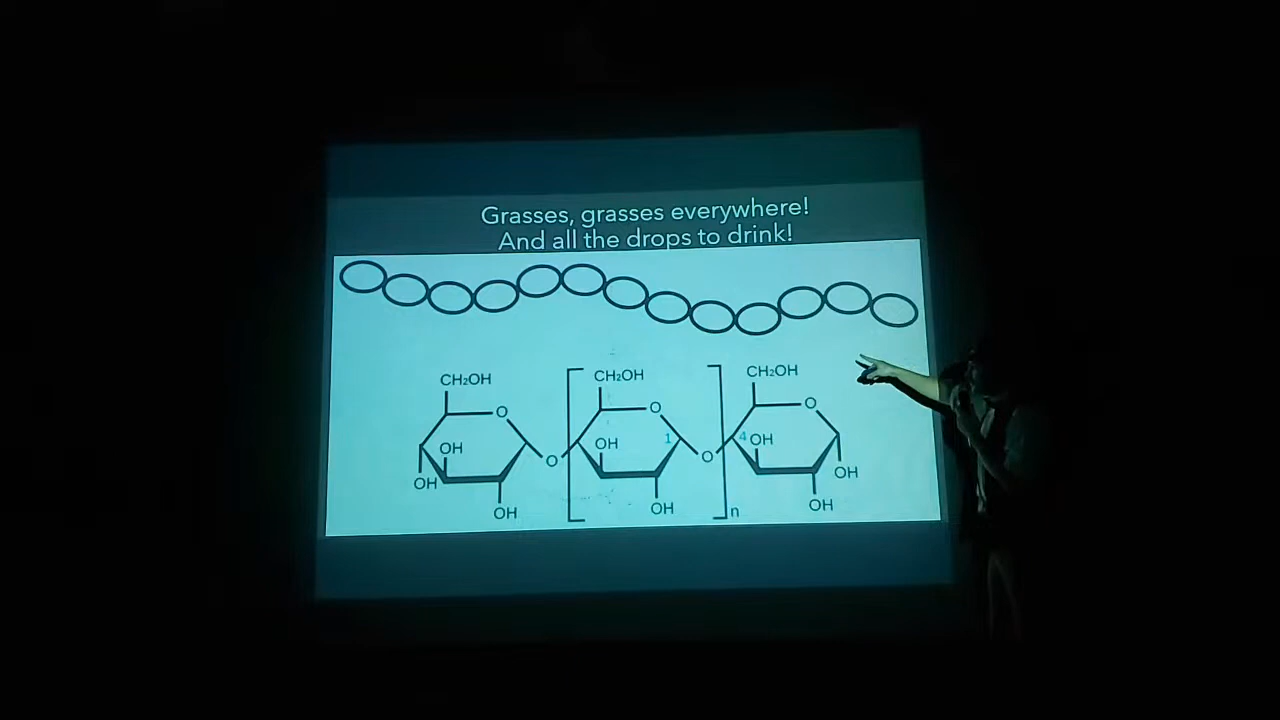 Grasses, grasses everywhere!
And all the drops to drink!
CH₂OH CH₂OH CH₂OH
O O O
OH OH 1 4 OH
O O
OH OH
OH OH n OH